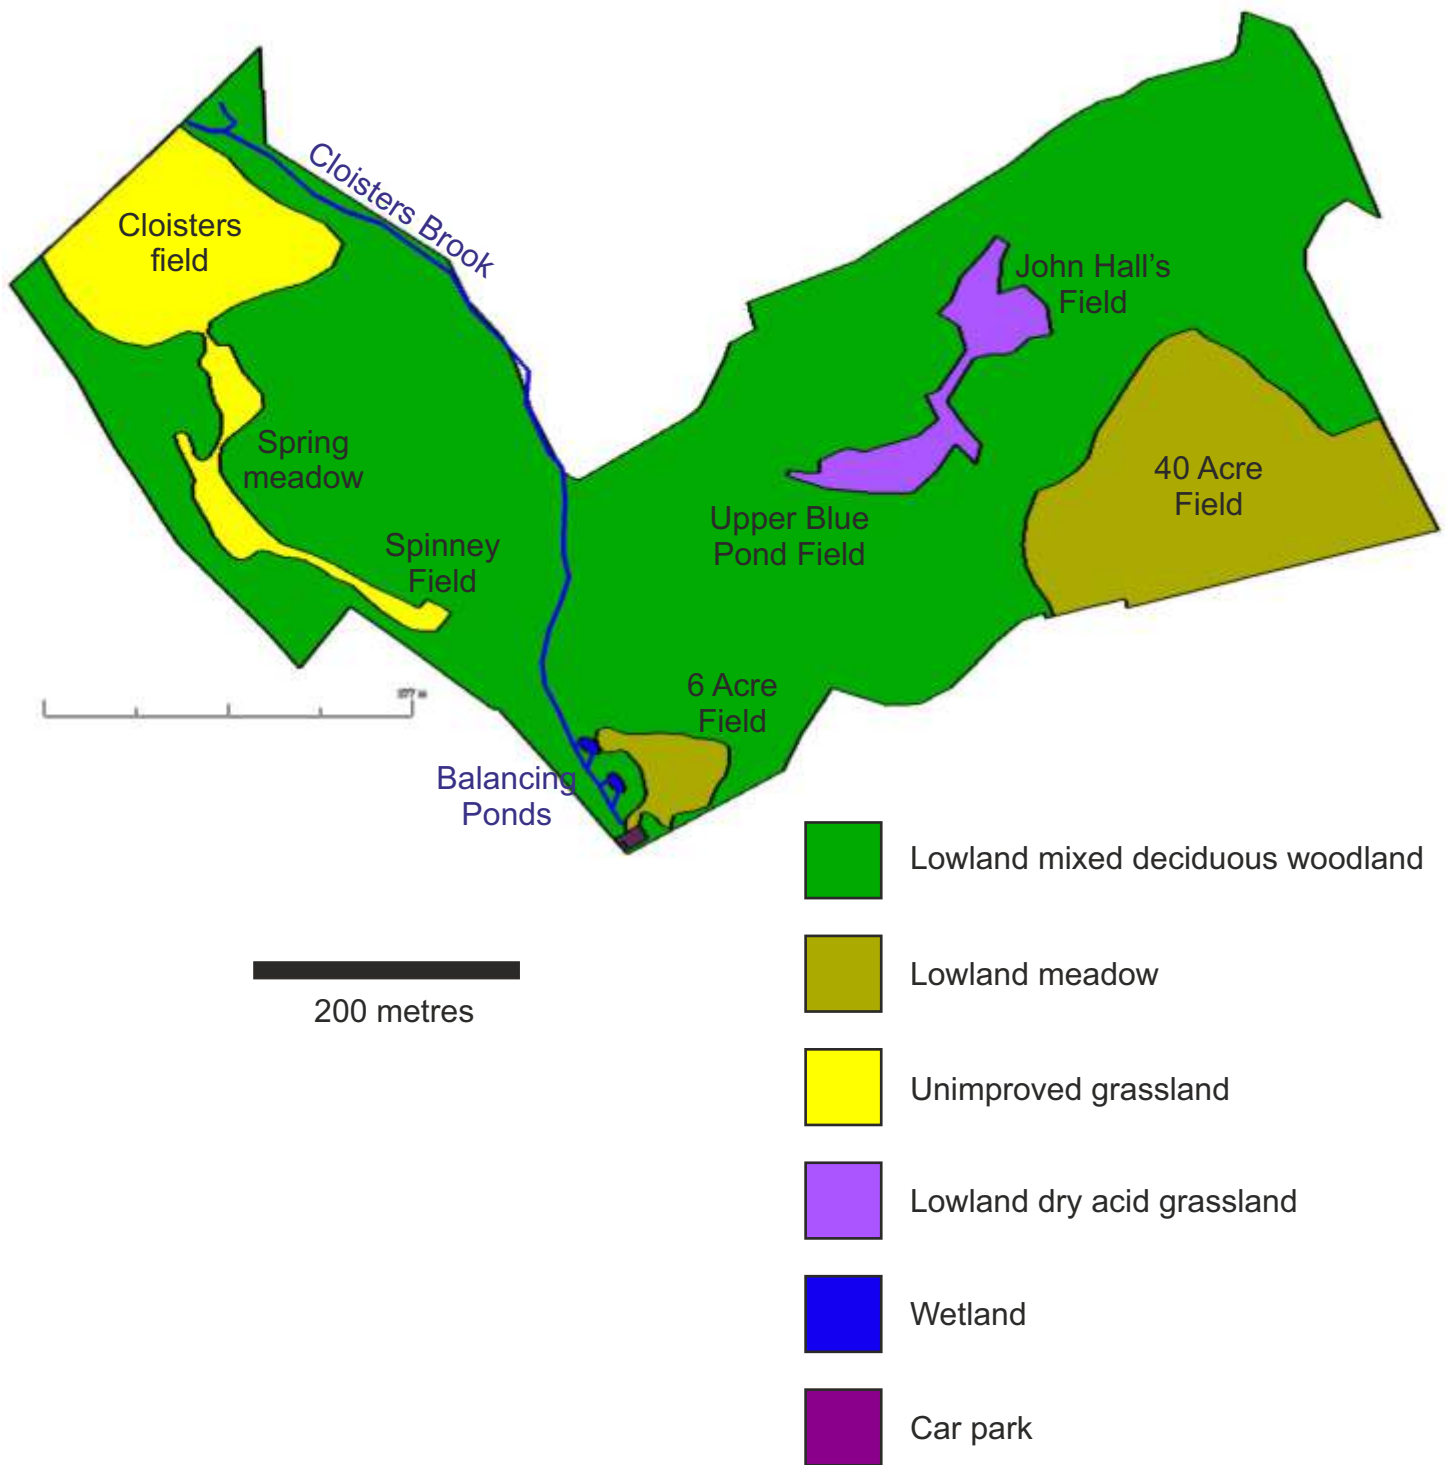 Cloisters Brook
Cloisters
field
John Hall's
Field
Spring
meadow
40 Acre
Field
Upper Blue
Pond Field
Spinney
Field
6 Acre
Field
Balancing
Ponds
Lowland mixed deciduous woodland
Lowland meadow
200 metres
Unimproved grassland
Lowland dry acid grassland
Wetland
Car park